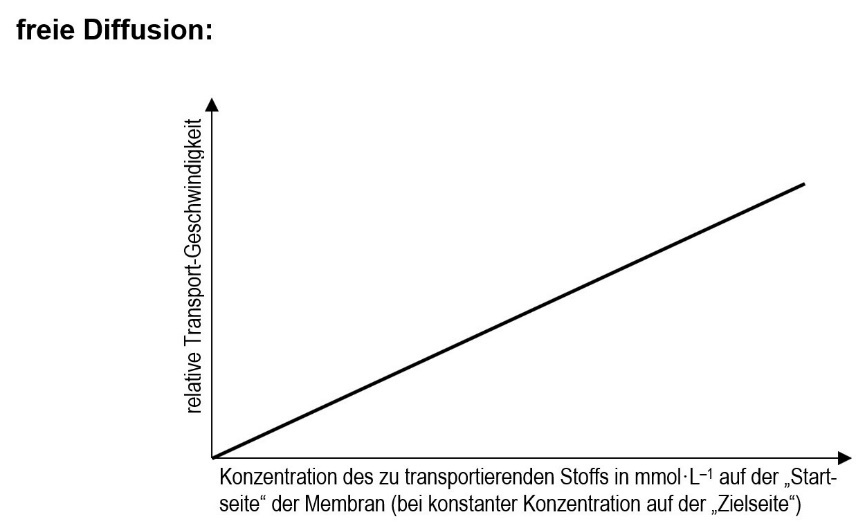 freie Diffusion:
relative Transport-Geschwindigkeit
Konzentration des zu transportierenden Stoffs in mmol·L⁻¹ auf der „Start-
seite“ der Membran (bei konstanter Konzentration auf der „Zielseite“)